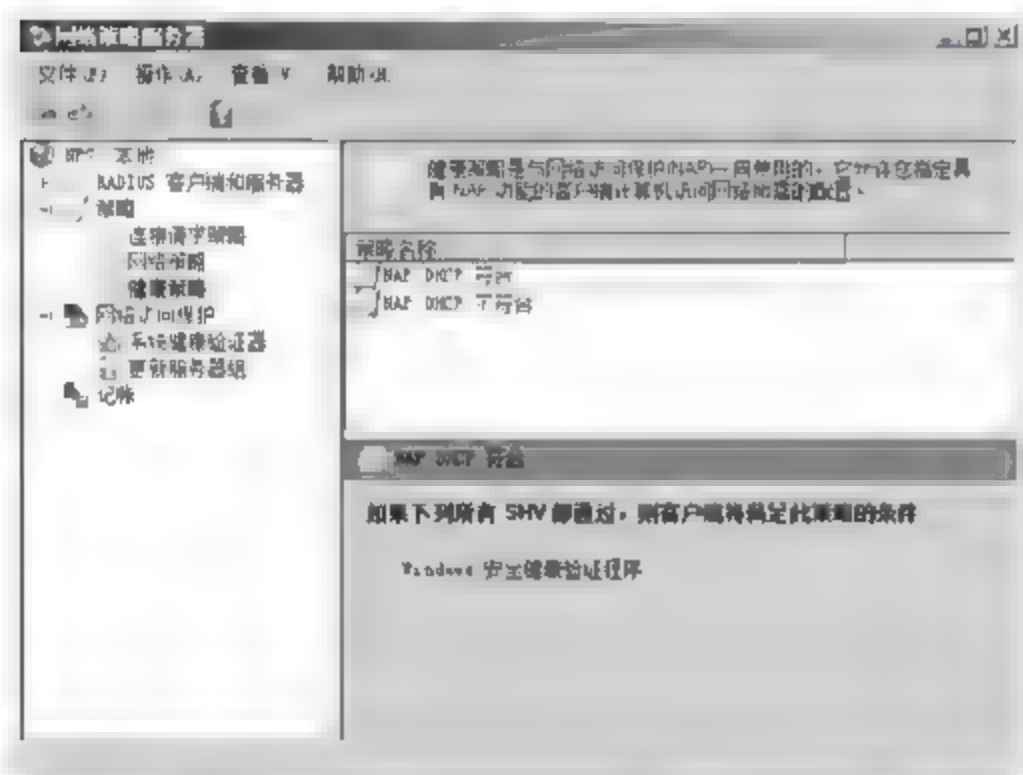 网络策略服务器
文件(F) 操作(A) 查看(V) 帮助(H)
NPS (本地)
RADIUS 客户端和服务器
策略
连接请求策略
网络策略
健康策略
网络访问保护
系统健康验证器
更新服务器组
记帐
健康策略是与网络访问保护(NAP)一同使用的，它允许您指定具
有 NAP 功能的客户端计算机访问网络所需的配置。
策略名称
NAP DHCP 符合
NAP DHCP 不符合
NAP DHCP 符合
如果下列所有 SHV 都通过，则客户端将满足此策略的条件
Windows 安全健康验证程序